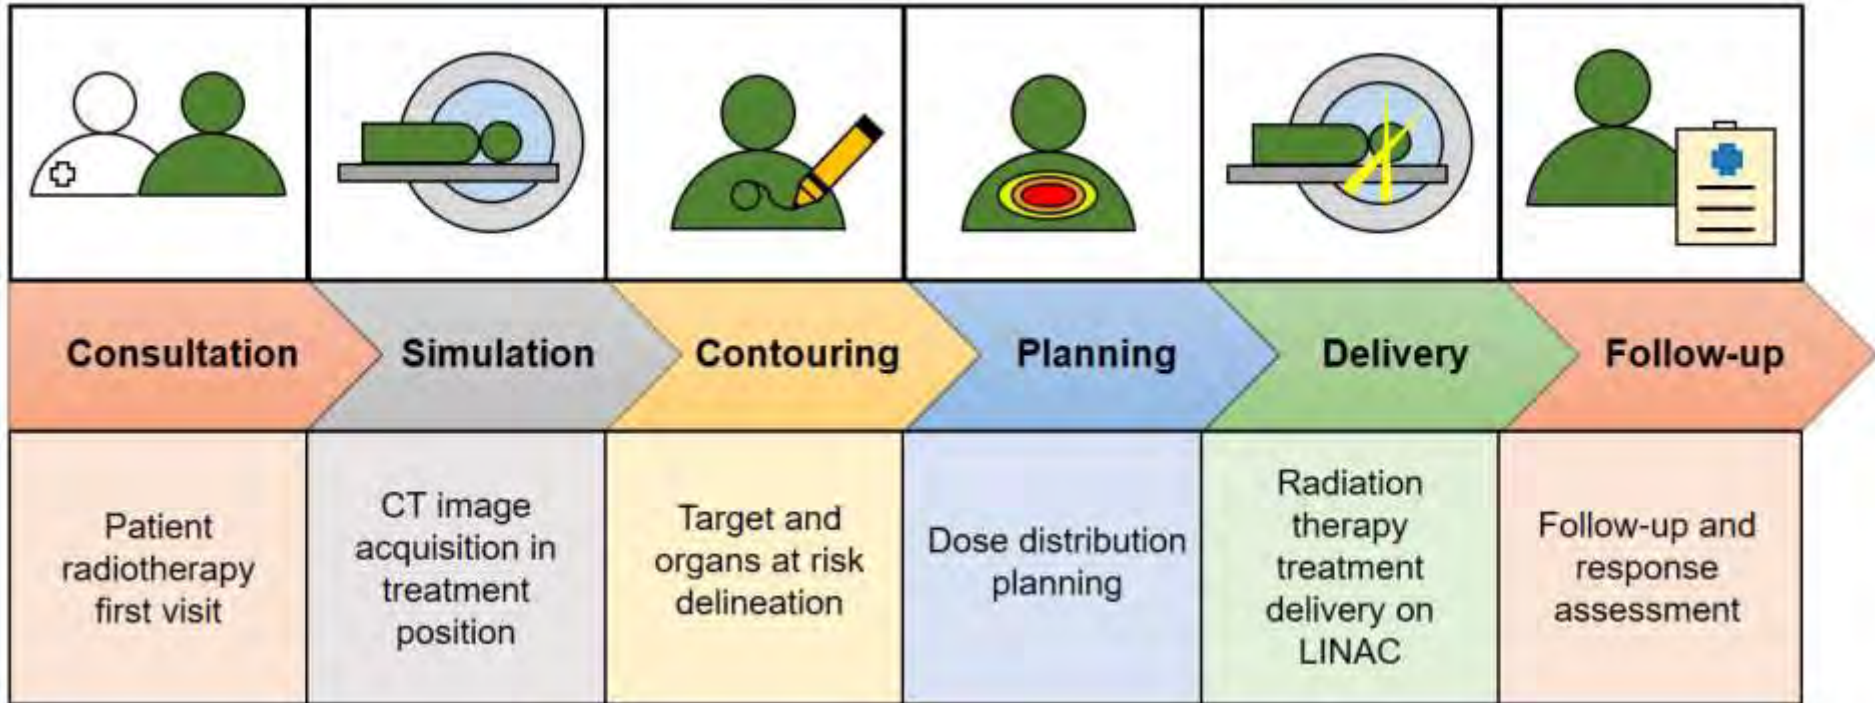 Consultation
Simulation
Contouring
Planning
Delivery
Follow-up
Patient
radiotherapy
first visit
CT image
acquisition in
treatment
position
Target and
organs at risk
delineation
Dose distribution
planning
Radiation
therapy
treatment
delivery on
LINAC
Follow-up and
response
assessment